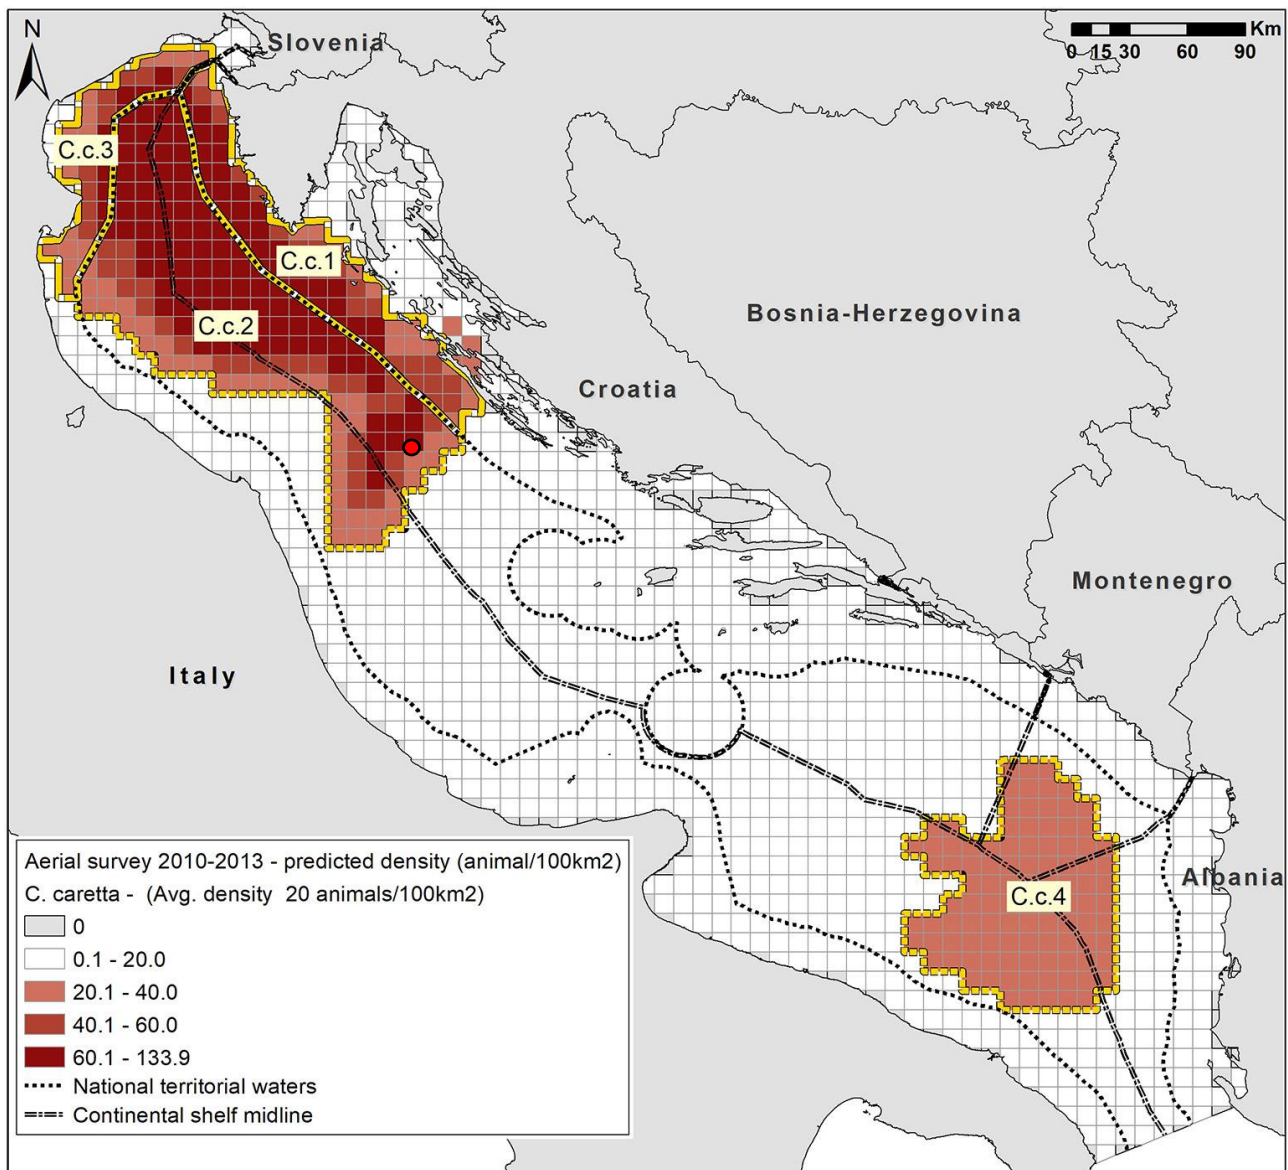 N
Slovenia
Km
0 15 30 60 90
C.c.3
C.c.1
C.c.2
Bosnia-Herzegovina
Croatia
Montenegro
Italy
Albania
C.c.4
Aerial survey 2010-2013 - predicted density (animal/100km2)
C. caretta - (Avg. density 20 animals/100km2)
0
0.1 - 20.0
20.1 - 40.0
40.1 - 60.0
60.1 - 133.9
National territorial waters
Continental shelf midline